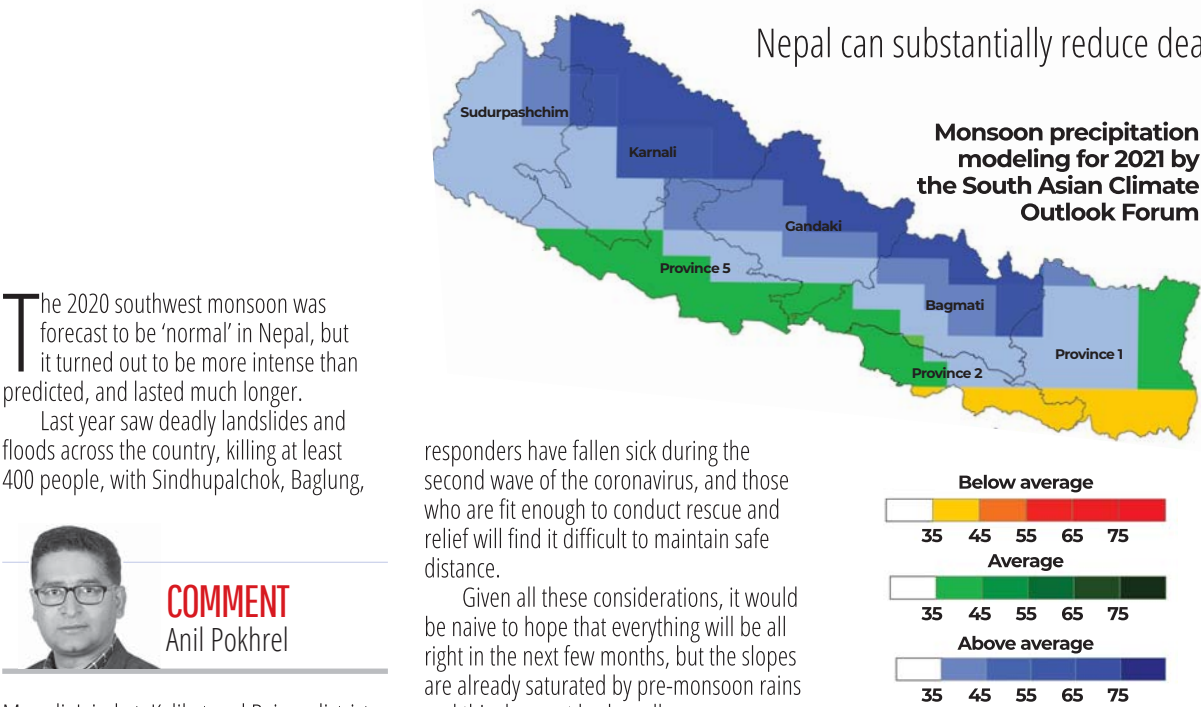 Nepal can substantially reduce dea
Monsoon precipitation
modeling for 2021 by
the South Asian Climate
Outlook Forum
Sudurpashchim
Karnali
Gandaki
Province 5
Bagmati
Province 1
Province 2
The 2020 southwest monsoon was
forecast to be ‘normal’ in Nepal, but
it turned out to be more intense than
predicted, and lasted much longer.
Last year saw deadly landslides and
floods across the country, killing at least
400 people, with Sindhupalchok, Baglung,
COMMENT
Anil Pokhrel
responders have fallen sick during the
second wave of the coronavirus, and those
who are fit enough to conduct rescue and
relief will find it difficult to maintain safe
distance.
Given all these considerations, it would
be naive to hope that everything will be all
right in the next few months, but the slopes
are already saturated by pre-monsoon rains
Below average
35 45 55 65 75
Average
35 45 55 65 75
Above average
35 45 55 65 75